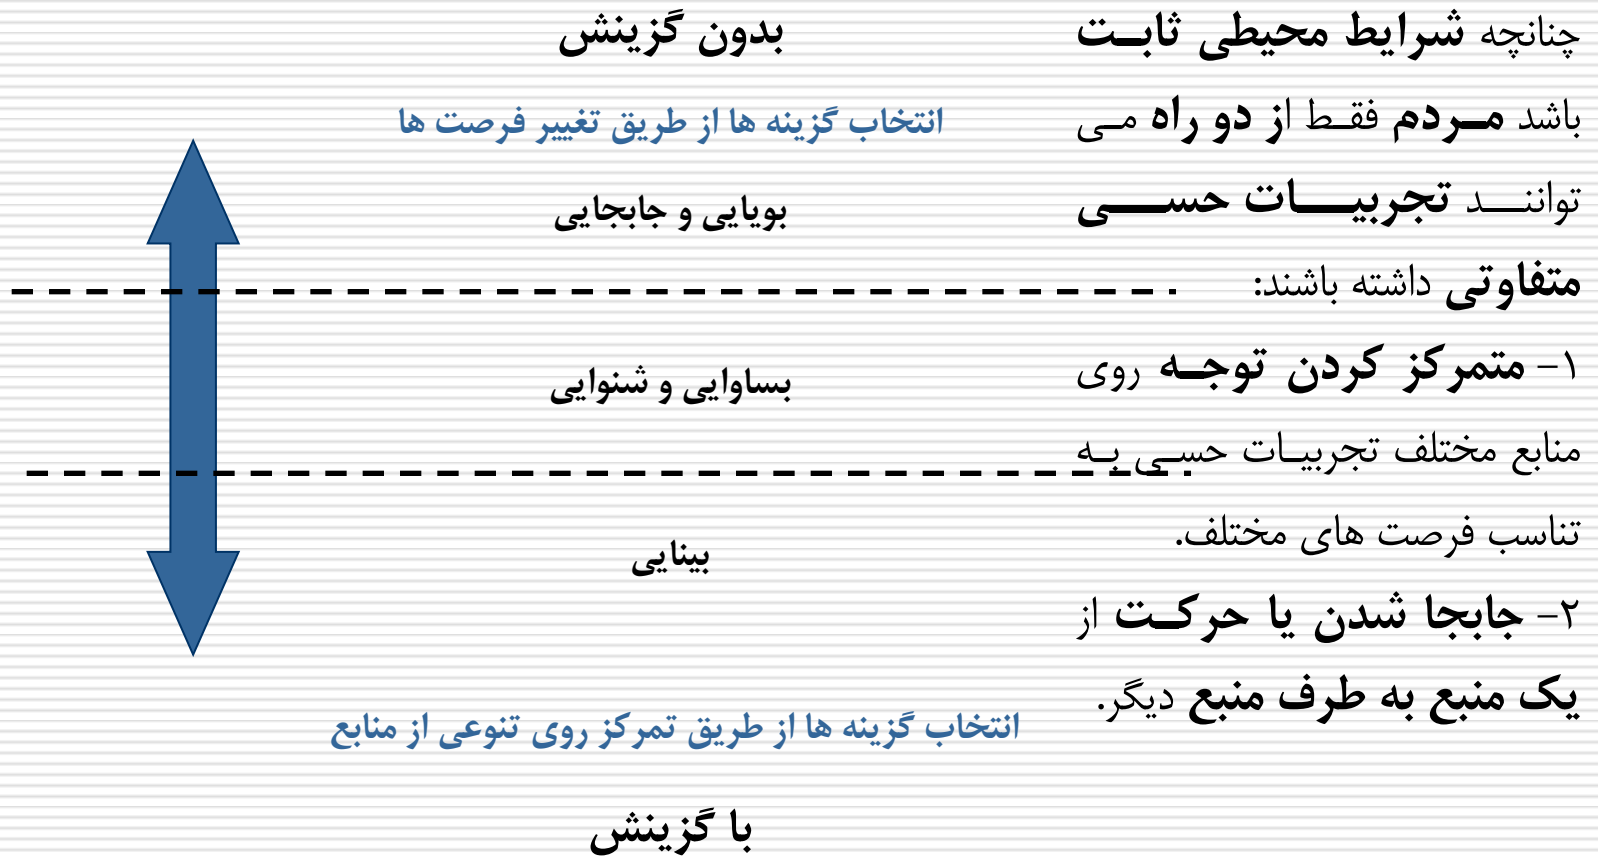 چنانچه شرایط محیطی ثابت
باشد مردم فقط از دو راه می
توانند تجربیات حسی
متفاوتی داشته باشند:
۱- متمرکز کردن توجه روی
منابع مختلف تجربیات حسی به
تناسب فرصت های مختلف.
۲- جابجا شدن یا حرکت از
یک منبع به طرف منبع دیگر.
بدون گزینش
انتخاب گزینه ها از طریق تغییر فرصت ها
بویایی و جابجایی
بساوایی و شنوایی
بینایی
انتخاب گزینه ها از طریق تمرکز روی تنوعی از منابع
با گزینش